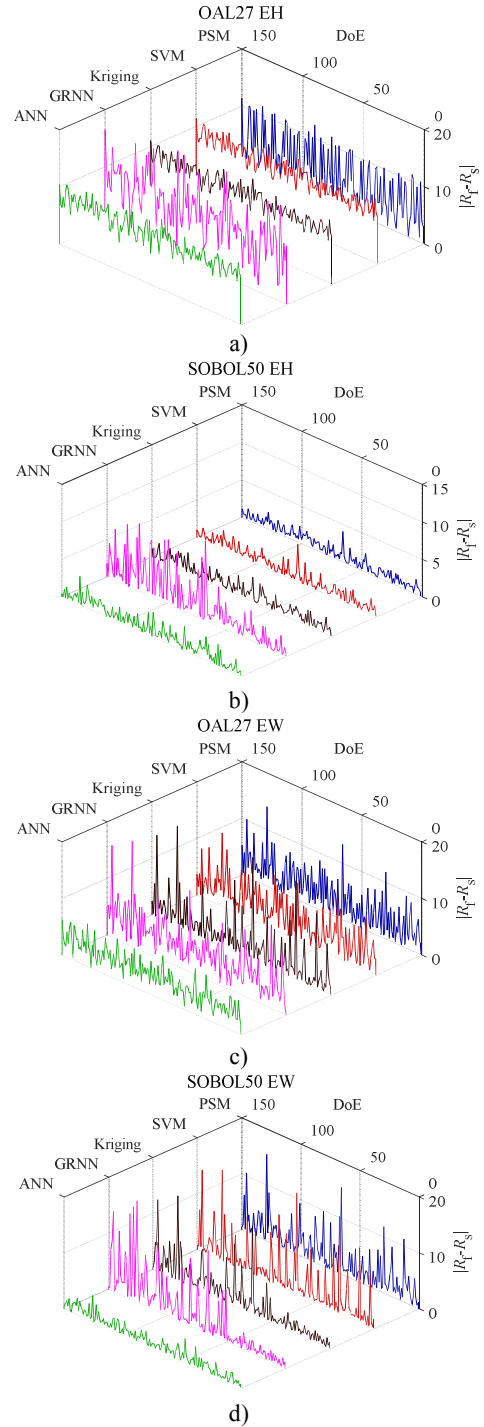 OAL27 EH
PSM 150 DoE
SVM 100
Kriging 50
GRNN 0
ANN 20
10
0
|Rf-Rs|
a)
SOBOL50 EH
PSM 150 DoE
SVM 100
Kriging 50
GRNN 0
ANN 15
10
5
0
|Rf-Rs|
b)
OAL27 EW
PSM 150 DoE
SVM 100
Kriging 50
GRNN 0
ANN 20
10
0
|Rf-Rs|
c)
SOBOL50 EW
PSM 150 DoE
SVM 100
Kriging 50
GRNN 0
ANN 20
10
0
|Rf-Rs|
d)